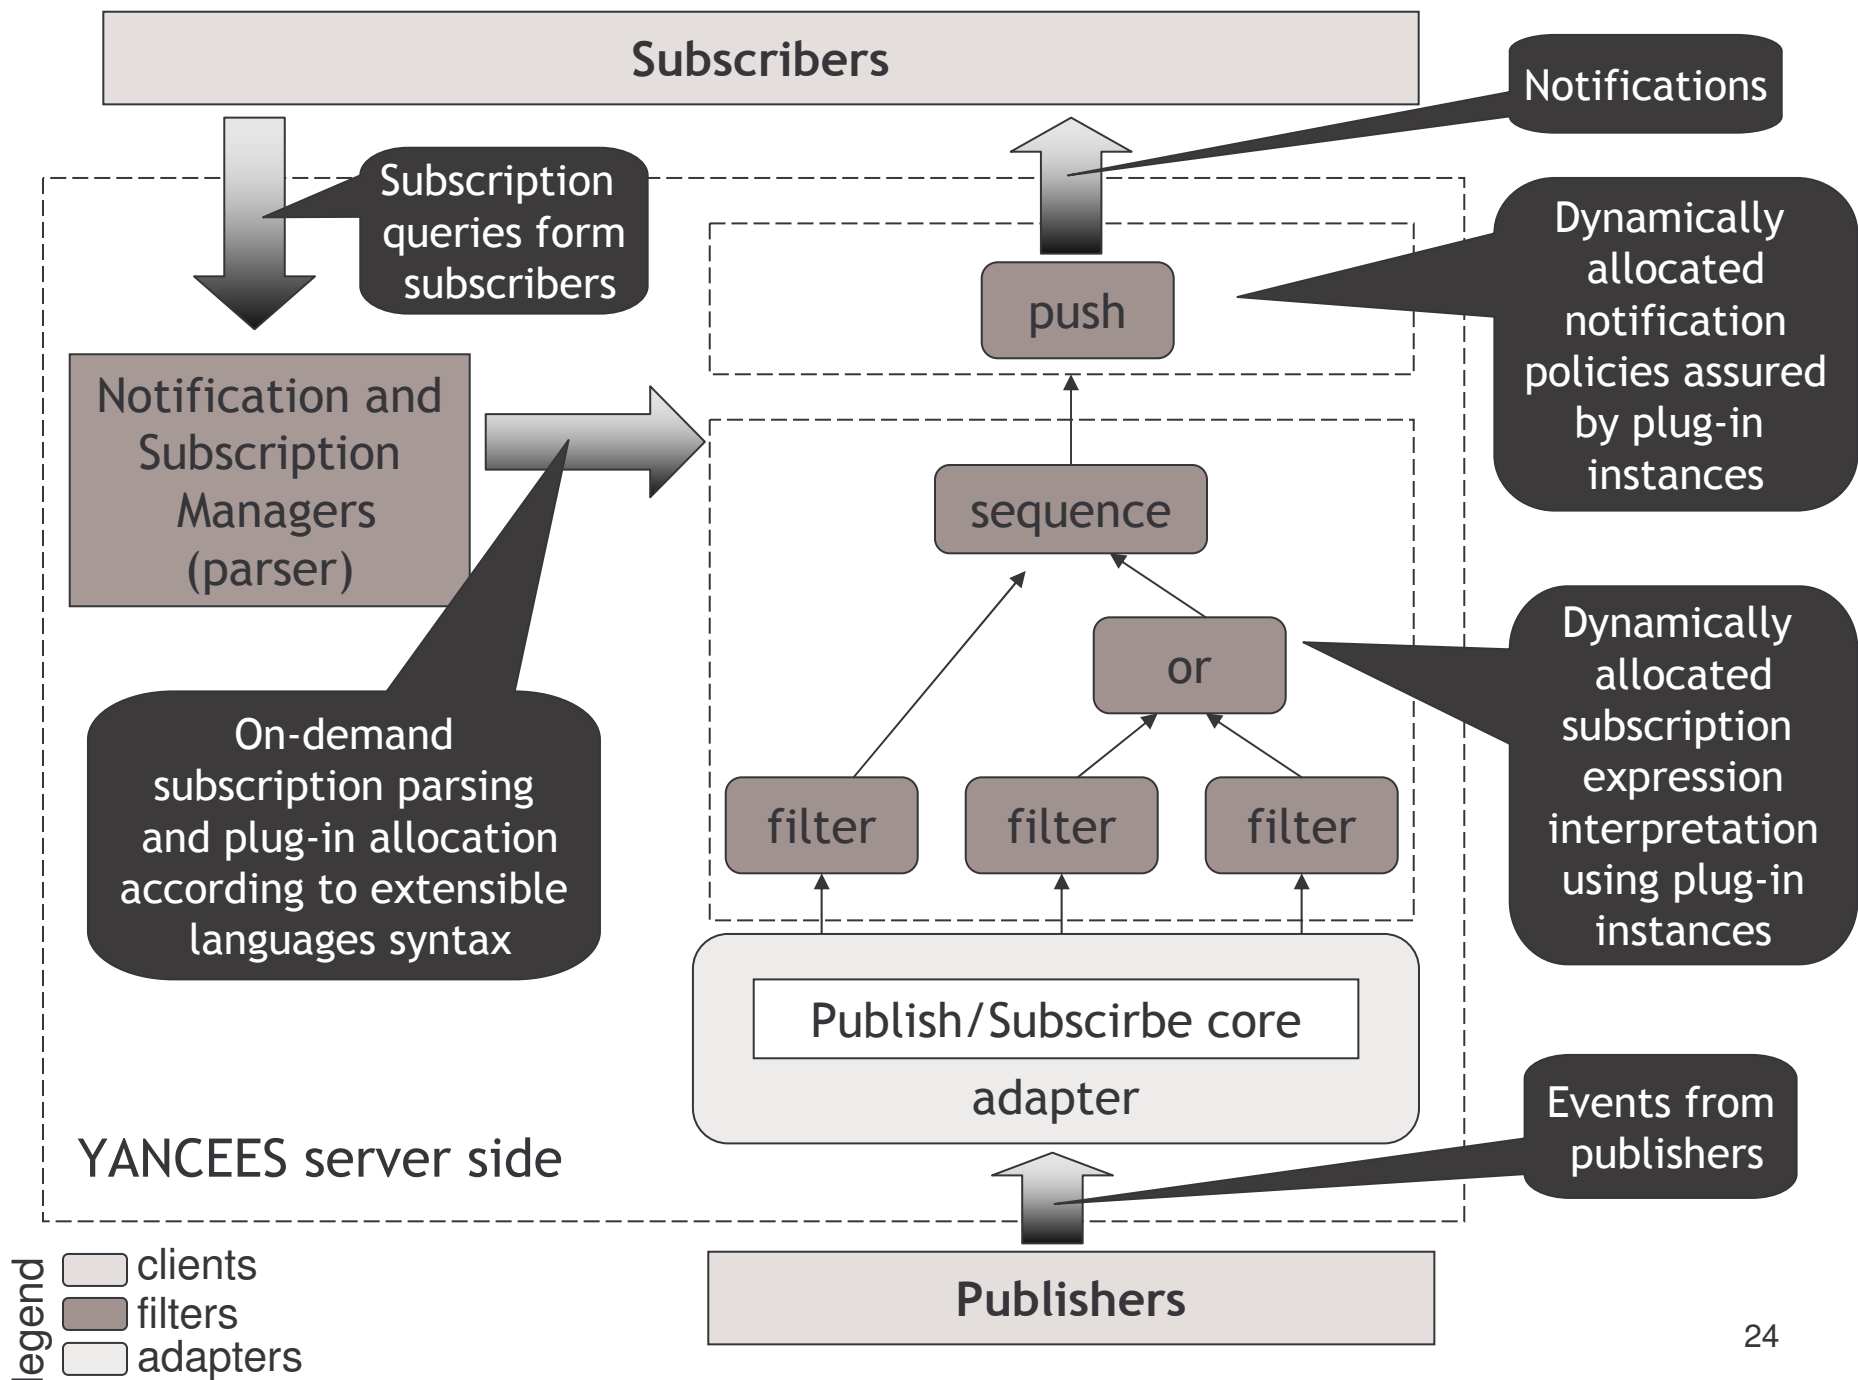 Subscribers
Notifications
Subscription
queries form
subscribers
Dynamically
allocated
notification
policies assured
by plug-in
instances
push
Notification and
Subscription
Managers
(parser)
sequence
or
Dynamically
allocated
subscription
expression
interpretation
using plug-in
instances
On-demand
subscription parsing
and plug-in allocation
according to extensible
languages syntax
filter
filter
filter
Publish/Subscirbe core
adapter
Events from
publishers
YANCEES server side
Publishers
legend
clients
filters
adapters
24